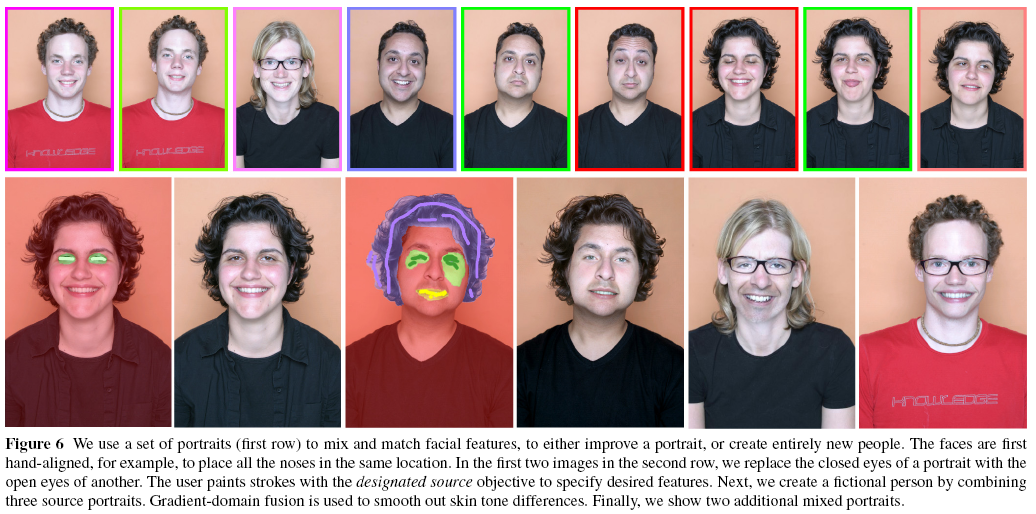 KNOWLEDGE
KNOWLEDGE
KNOWLEDGE
Figure 6 We use a set of portraits (first row) to mix and match facial features, to either improve a portrait, or create entirely new people. The faces are first
hand-aligned, for example, to place all the noses in the same location. In the first two images in the second row, we replace the closed eyes of a portrait with the
open eyes of another. The user paints strokes with the designated source objective to specify desired features. Next, we create a fictional person by combining
three source portraits. Gradient-domain fusion is used to smooth out skin tone differences. Finally, we show two additional mixed portraits.